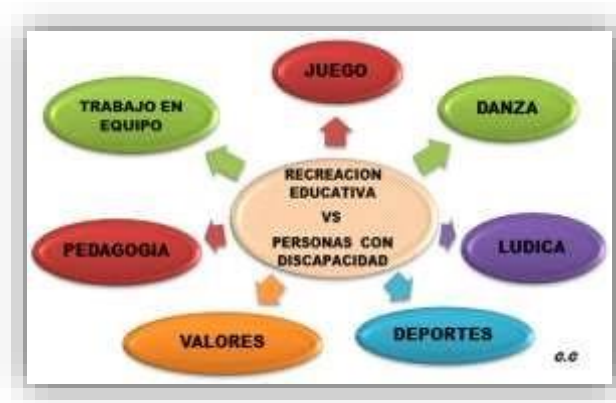 JUEGO
TRABAJO EN
EQUIPO
DANZA
RECREACION
EDUCATIVA
VS
PERSONAS CON
DISCAPACIDAD
PEDAGOGIA
LUDICA
VALORES
DEPORTES
G.G